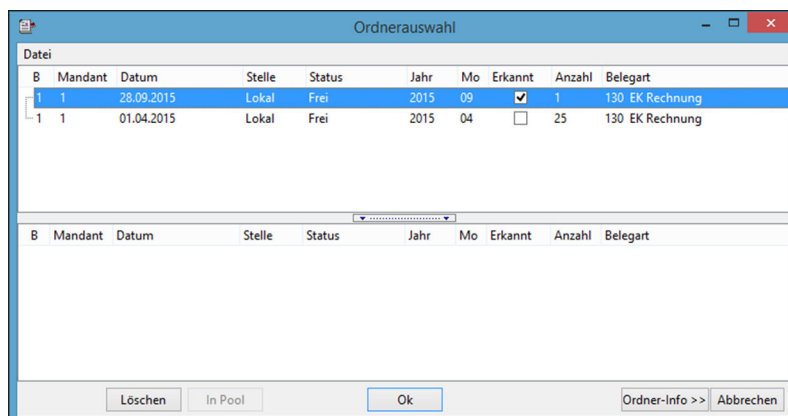 Ordnerauswahl
Datei
B Mandant Datum Stelle Status Jahr Mo Erkannt Anzahl Belegart
1 1 28.09.2015 Lokal Frei 2015 09 1 130 EK Rechnung
1 1 01.04.2015 Lokal Frei 2015 04 25 130 EK Rechnung
B Mandant Datum Stelle Status Jahr Mo Erkannt Anzahl Belegart
Löschen In Pool Ok Ordner-Info >> Abbrechen